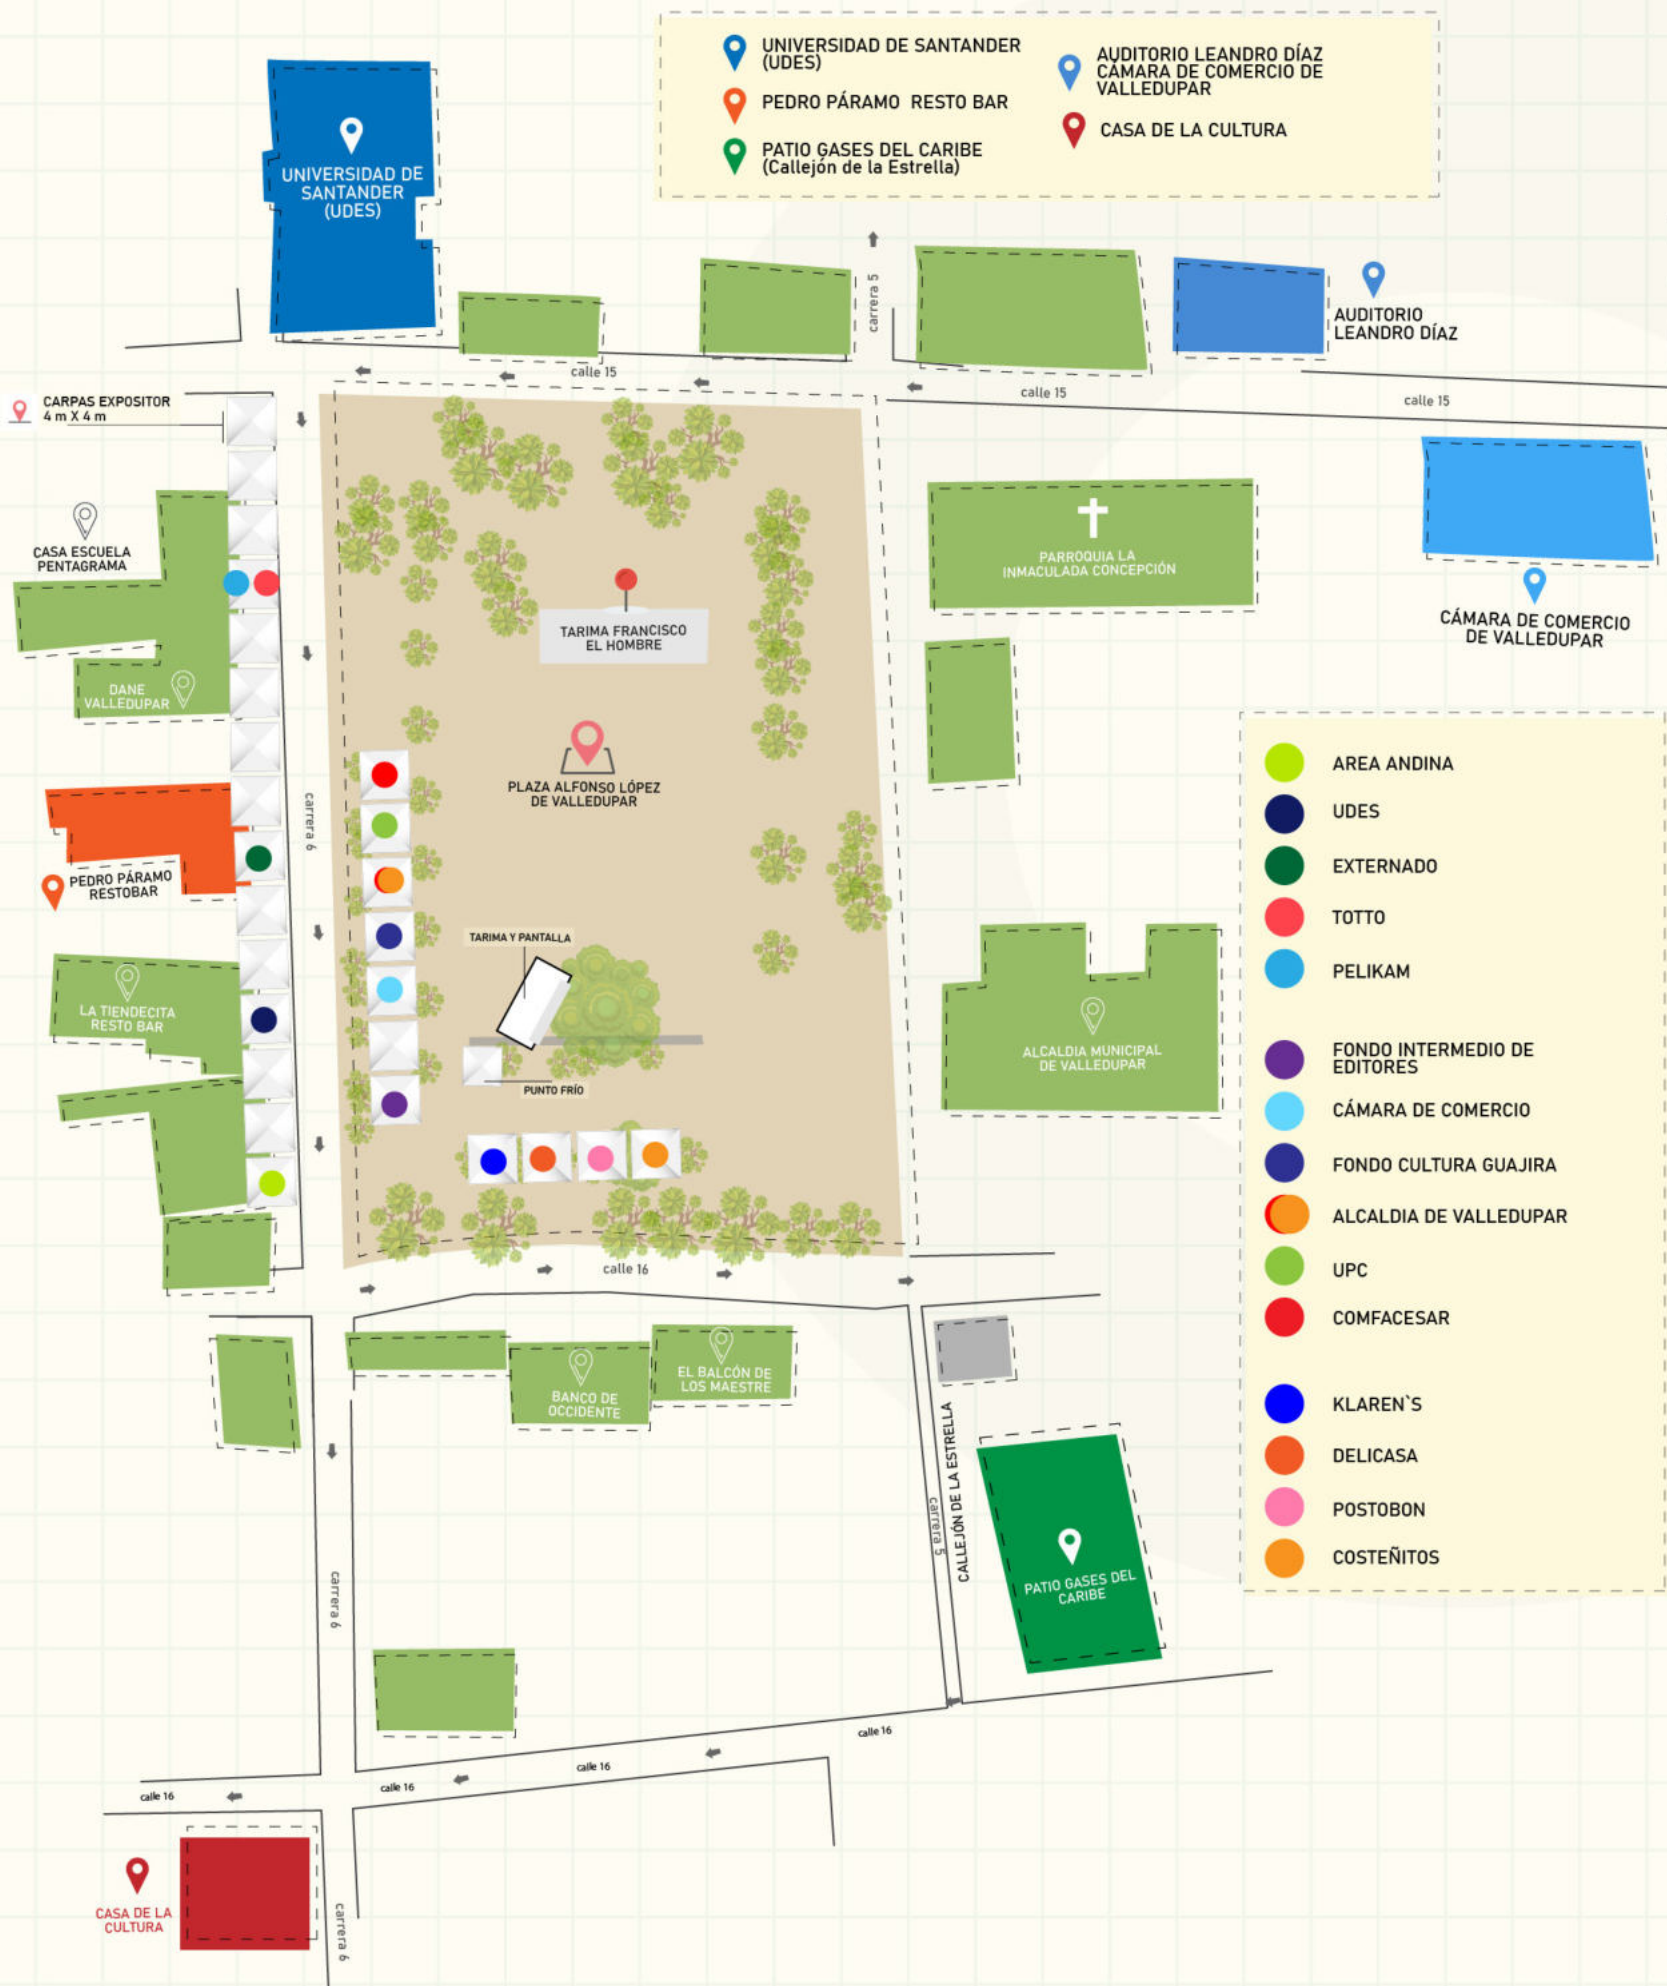 UNIVERSIDAD DE SANTANDER
(UDES)
PEDRO PÁRAMO RESTO BAR
PATIO GASES DEL CARIBE
(Callejón de la Estrella)
AUDITORIO LEANDRO DÍAZ
CÁMARA DE COMERCIO DE
VALLEDUPAR
CASA DE LA CULTURA
UNIVERSIDAD DE
SANTANDER
(UDES)
carrera 5
AUDITORIO
LEANDRO DÍAZ
calle 15
calle 15
calle 15
CARPAS EXPOSITOR
4 m X 4 m
CASA ESCUELA
PENTAGRAMA
PARROQUIA LA
INMACULADA CONCEPCIÓN
CÁMARA DE COMERCIO
DE VALLEDUPAR
TARIMA FRANCISCO
EL HOMBRE
DANE
VALLEDUPAR
PLAZA ALFONSO LÓPEZ
DE VALLEDUPAR
carrera 6
PEDRO PÁRAMO
RESTOBAR
TARIMA Y PANTALLA
LA TIENDECITA
RESTO BAR
ALCALDIA MUNICIPAL
DE VALLEDUPAR
PUNTO FRÍO
AREA ANDINA
UDES
EXTERNADO
TOTTO
PELIKAM
FONDO INTERMEDIO DE
EDITORES
CÁMARA DE COMERCIO
FONDO CULTURA GUAJIRA
ALCALDIA DE VALLEDUPAR
UPC
COMFACESAR
KLAREN`S
DELICASA
POSTOBON
COSTEÑITOS
calle 16
BANCO DE
OCCIDENTE
EL BALCÓN DE
LOS MAESTRE
CALLEJÓN DE LA ESTRELLA
carrera 5
PATIO GASES DEL
CARIBE
carrera 6
calle 16
calle 16
calle 16
calle 16
CASA DE LA
CULTURA
carrera 6